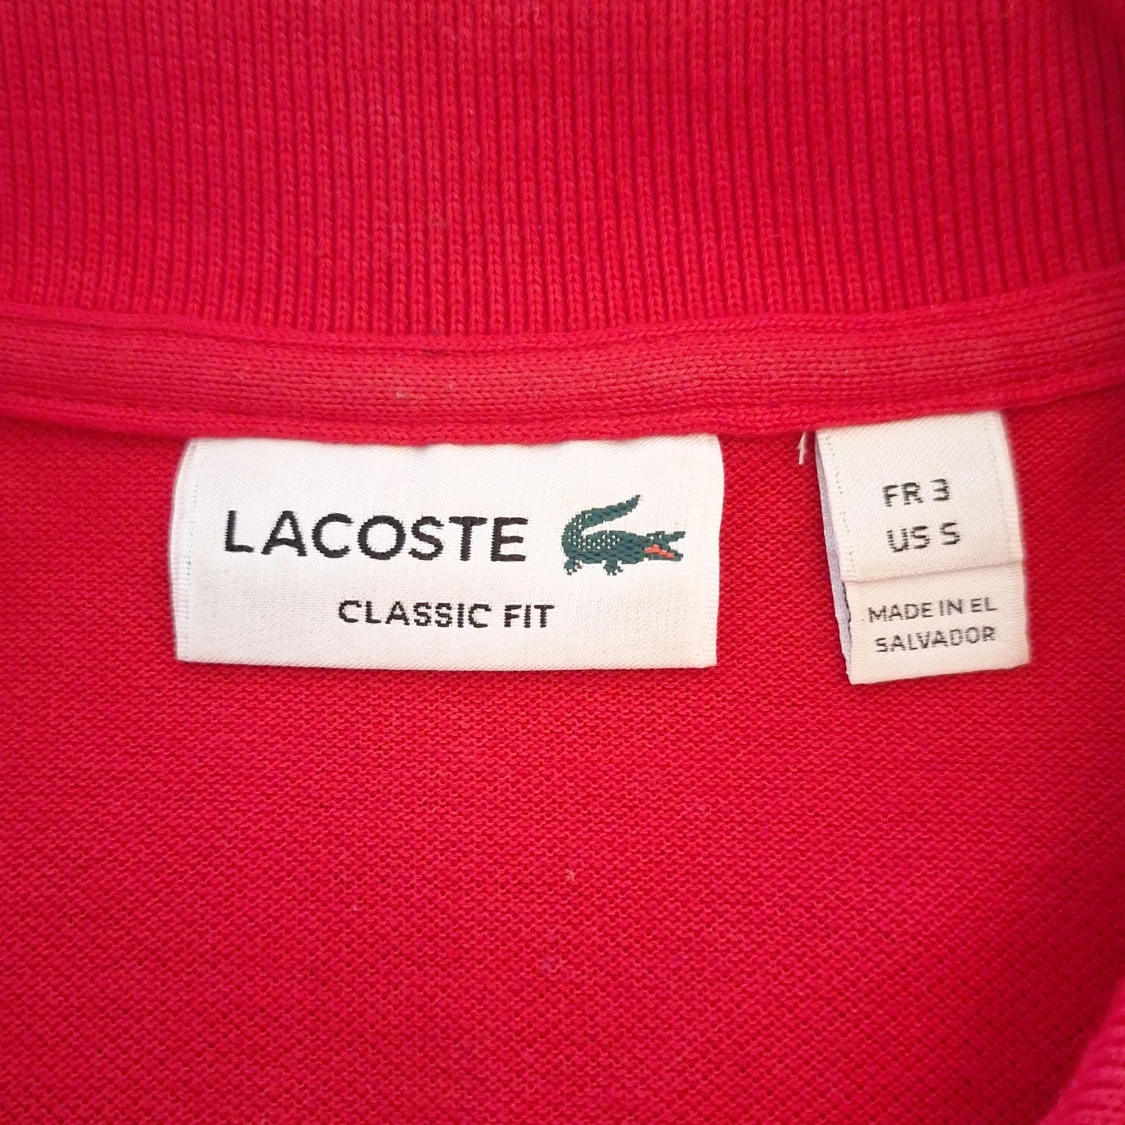 LACOSTE
CLASSIC FIT
FR 3
US S
MADE IN EL
SALVADOR